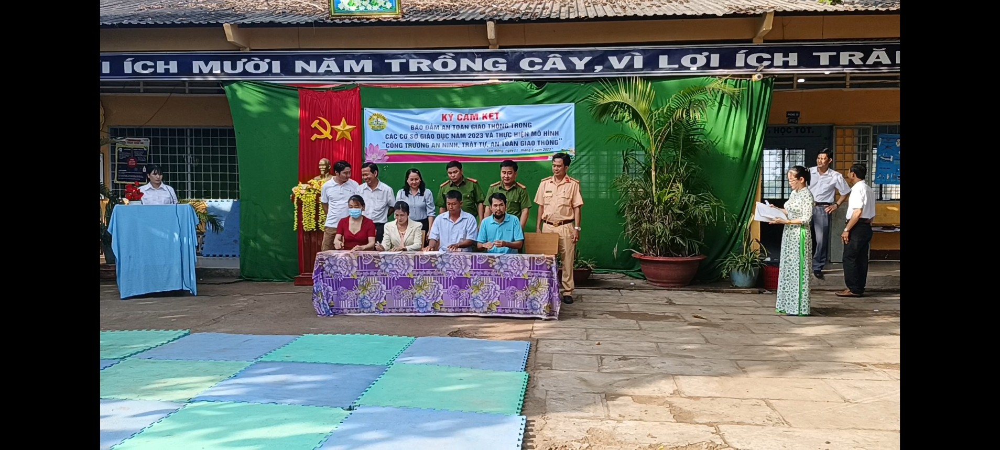 ÍCH MƯỜI NĂM TRỒNG CÂY, VÌ LỢI ÍCH TRĂ
KÝ CAM KẾT
BẢO ĐẢM AN TOÀN GIAO THÔNG TRONG
CÁC CƠ SỞ GIÁO DỤC NĂM 2023 VÀ THỰC HIỆN MÔ HÌNH
"CỔNG TRƯỜNG AN NINH, TRẬT TỰ, AN TOÀN GIAO THÔNG"
Tam Nông, ngày 21 tháng 5 năm 2023
HỌC TỐT.